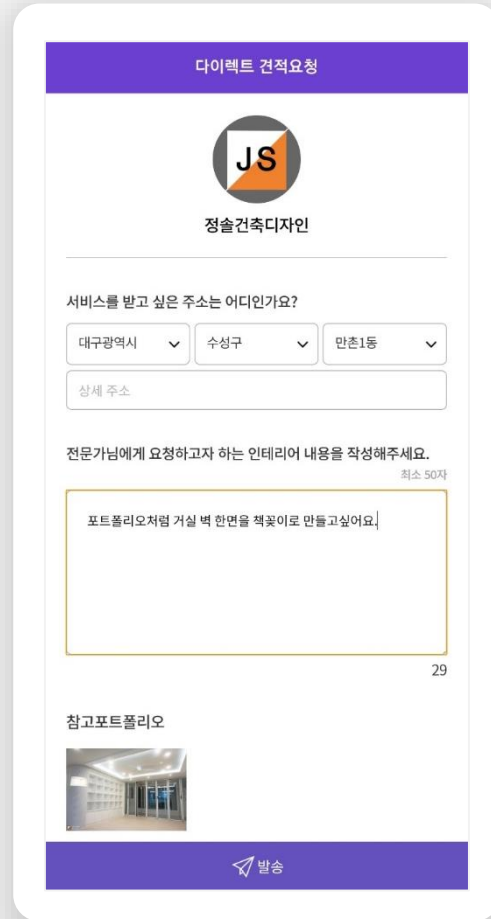 다이렉트 견적요청
JS
정솔건축디자인
서비스를 받고 싶은 주소는 어디인가요?
대구광역시 수성구 만촌1동
상세 주소
전문가님에게 요청하고자 하는 인테리어 내용을 작성해주세요.
최소 50자
포트폴리오처럼 거실 벽 한면을 책꽂이로 만들고싶어요.
29
참고포트폴리오
발송